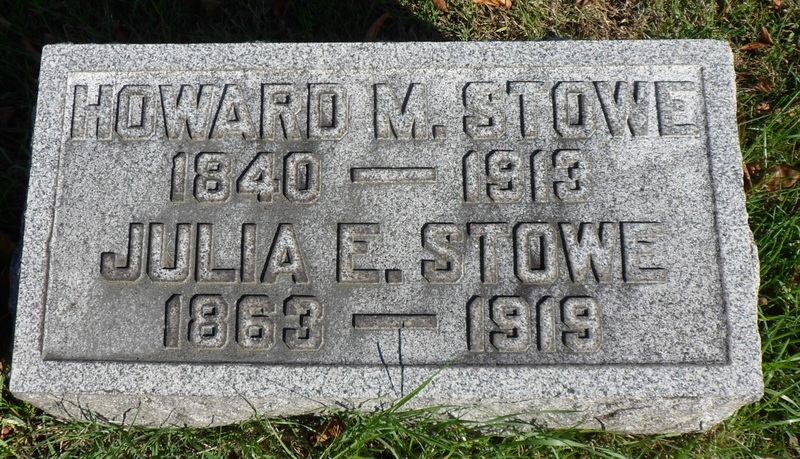 HOWARD M. STOWE
1840 — 1913
JULIA E. STOWE
1863 — 1919